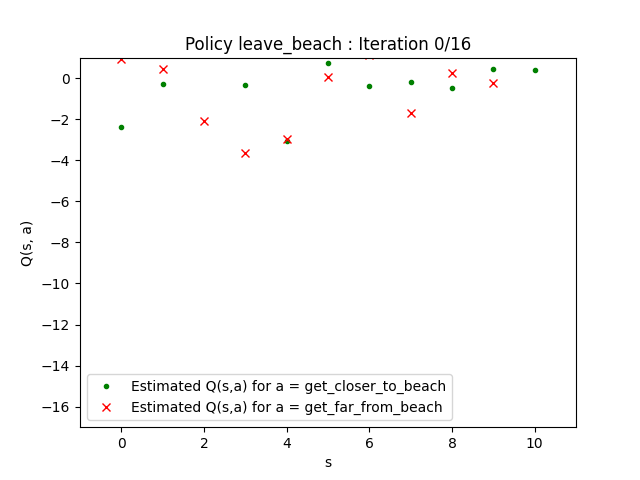 Policy leave_beach : Iteration 0/16
Q(s, a)
0
−2
−4
−6
−8
−10
−12
−14
−16
Estimated Q(s,a) for a = get_closer_to_beach
Estimated Q(s,a) for a = get_far_from_beach
0 2 4 6 8 10
s